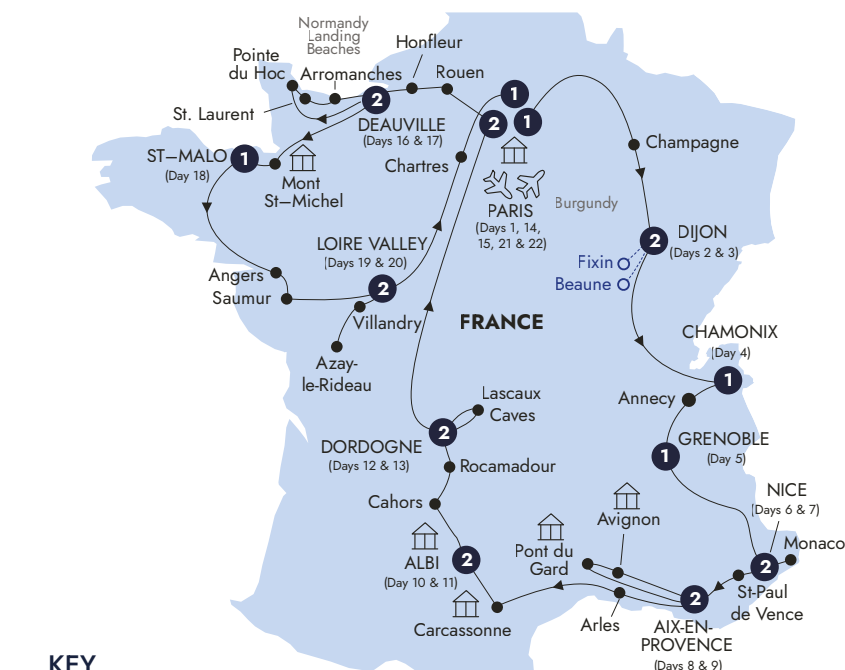 Normandy
Landing
Beaches
Honfleur
Pointe
du Hoc
Arromanches
Rouen
1
2
2
1
St. Laurent
DEAUVILLE
(Days 16 & 17)
Champagne
ST–MALO
1
(Day 18)
Chartres
Mont
St–Michel
PARIS
(Days 1, 14,
15, 21 & 22)
Burgundy
2
DIJON
(Days 2 & 3)
LOIRE VALLEY
(Days 19 & 20)
Fixin
Beaune
Angers
Saumur
2
Villandry
FRANCE
CHAMONIX
(Day 4)
Azay-
le-Rideau
1
Lascaux
Caves
Annecy
2
DORDOGNE
(Days 12 & 13)
GRENOBLE
1
(Day 5)
Rocamadour
NICE
(Days 6 & 7)
Cahors
Avignon
Monaco
Pont du
Gard
2
ALBI
(Day 10 & 11)
2
St-Paul
de Vence
2
Carcassonne
Arles
AIX-EN-
PROVENCE
(Days 8 & 9)
KEY